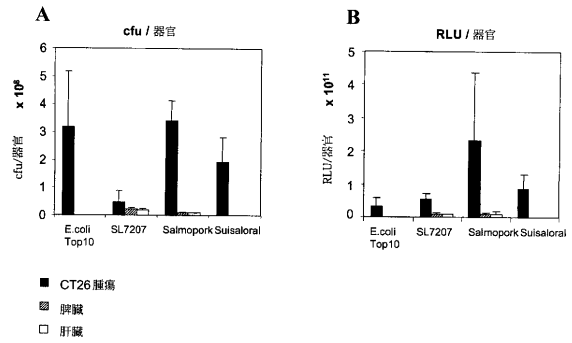 A
cfu / 器官
x 10⁸
cfu/器官
6
5
4
3
2
1
0
E.coli Top10
SL7207
Salmopork
Suisaloral
B
RLU / 器官
x 10¹¹
RLU/器官
5
4
3
2
1
0
E.coli Top10
SL7207
Salmopork
Suisaloral
CT26 腫瘍
脾臓
肝臓